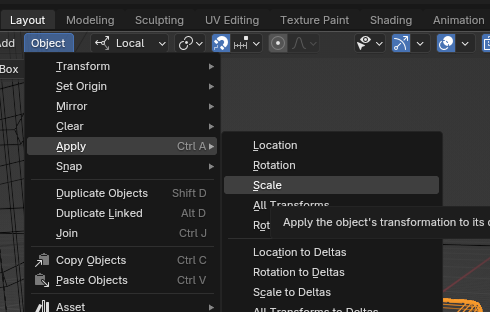 Layout Modeling Sculpting UV Editing Texture Paint Shading Animation
Add Object Local
Box
Transform
Set Origin
Mirror
Clear
Apply Ctrl A
Snap
Duplicate Objects Shift D
Duplicate Linked Alt D
Join Ctrl J
Copy Objects Ctrl C
Paste Objects Ctrl V
Asset
Location
Rotation
Scale
All Transforms
Rot
Apply the object's transformation to its
Location to Deltas
Rotation to Deltas
Scale to Deltas
All Transforms to Deltas